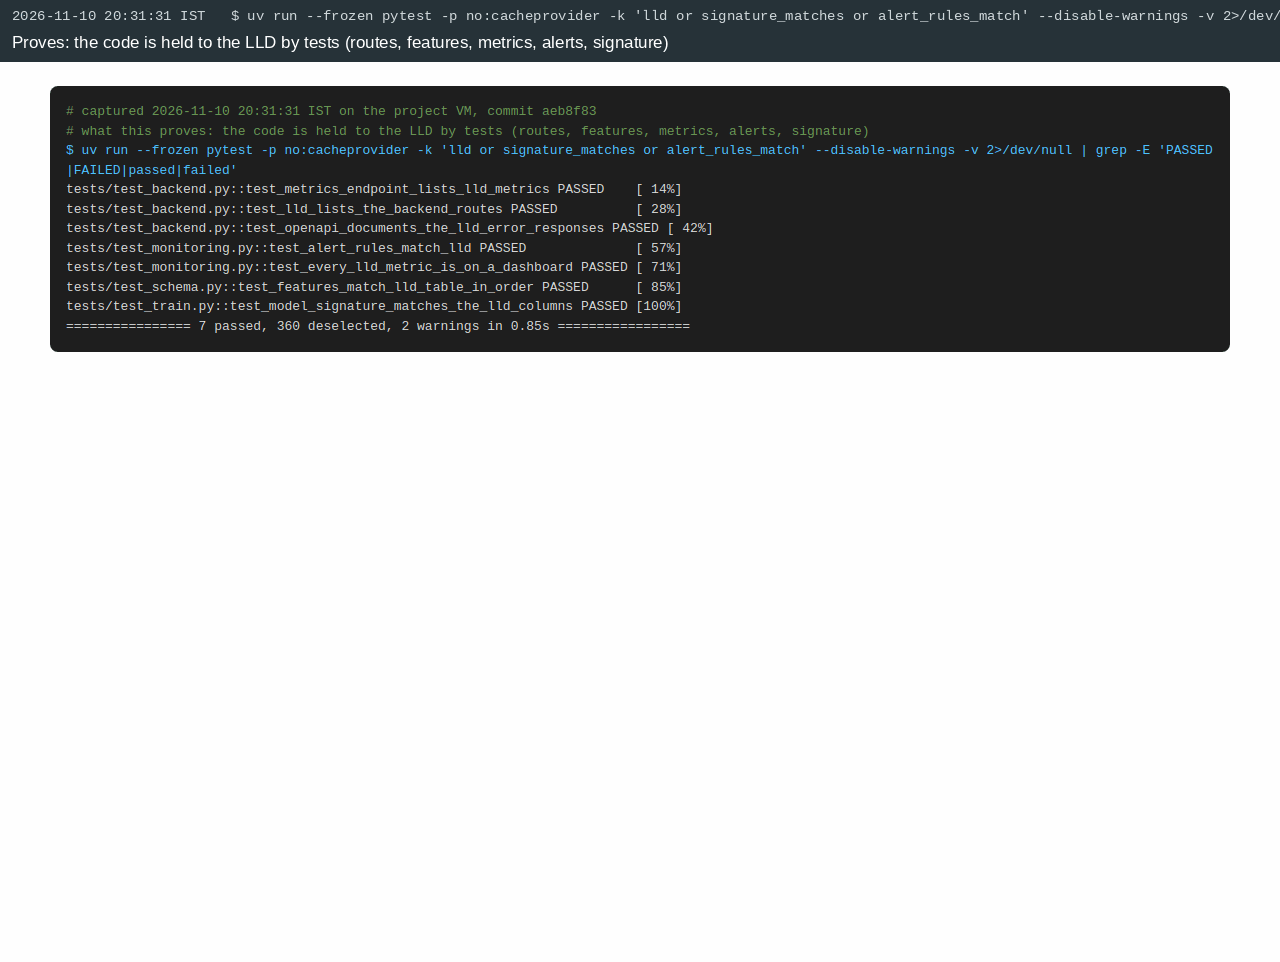 2026-11-10 20:31:31 IST   $ uv run --frozen pytest -p no:cacheprovider -k 'lld or signature_matches or alert_rules_match' --disable-warnings -v 2>/dev/
Proves: the code is held to the LLD by tests (routes, features, metrics, alerts, signature)
# captured 2026-11-10 20:31:31 IST on the project VM, commit aeb8f83
# what this proves: the code is held to the LLD by tests (routes, features, metrics, alerts, signature)
$ uv run --frozen pytest -p no:cacheprovider -k 'lld or signature_matches or alert_rules_match' --disable-warnings -v 2>/dev/null | grep -E 'PASSED
|FAILED|passed|failed'
tests/test_backend.py::test_metrics_endpoint_lists_lld_metrics PASSED    [ 14%]
tests/test_backend.py::test_lld_lists_the_backend_routes PASSED          [ 28%]
tests/test_backend.py::test_openapi_documents_the_lld_error_responses PASSED [ 42%]
tests/test_monitoring.py::test_alert_rules_match_lld PASSED              [ 57%]
tests/test_monitoring.py::test_every_lld_metric_is_on_a_dashboard PASSED [ 71%]
tests/test_schema.py::test_features_match_lld_table_in_order PASSED      [ 85%]
tests/test_train.py::test_model_signature_matches_the_lld_columns PASSED [100%]
================ 7 passed, 360 deselected, 2 warnings in 0.85s =================